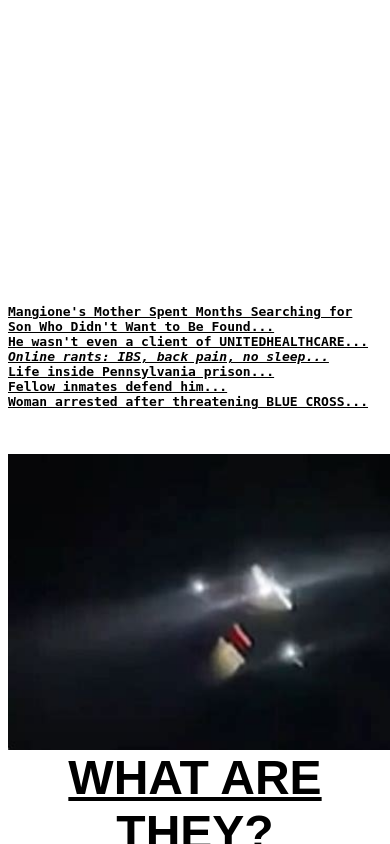 Mangione's Mother Spent Months Searching for
Son Who Didn't Want to Be Found...
He wasn't even a client of UNITEDHEALTHCARE...
Online rants: IBS, back pain, no sleep...
Life inside Pennsylvania prison...
Fellow inmates defend him...
Woman arrested after threatening BLUE CROSS...
WHAT ARE
THEY?